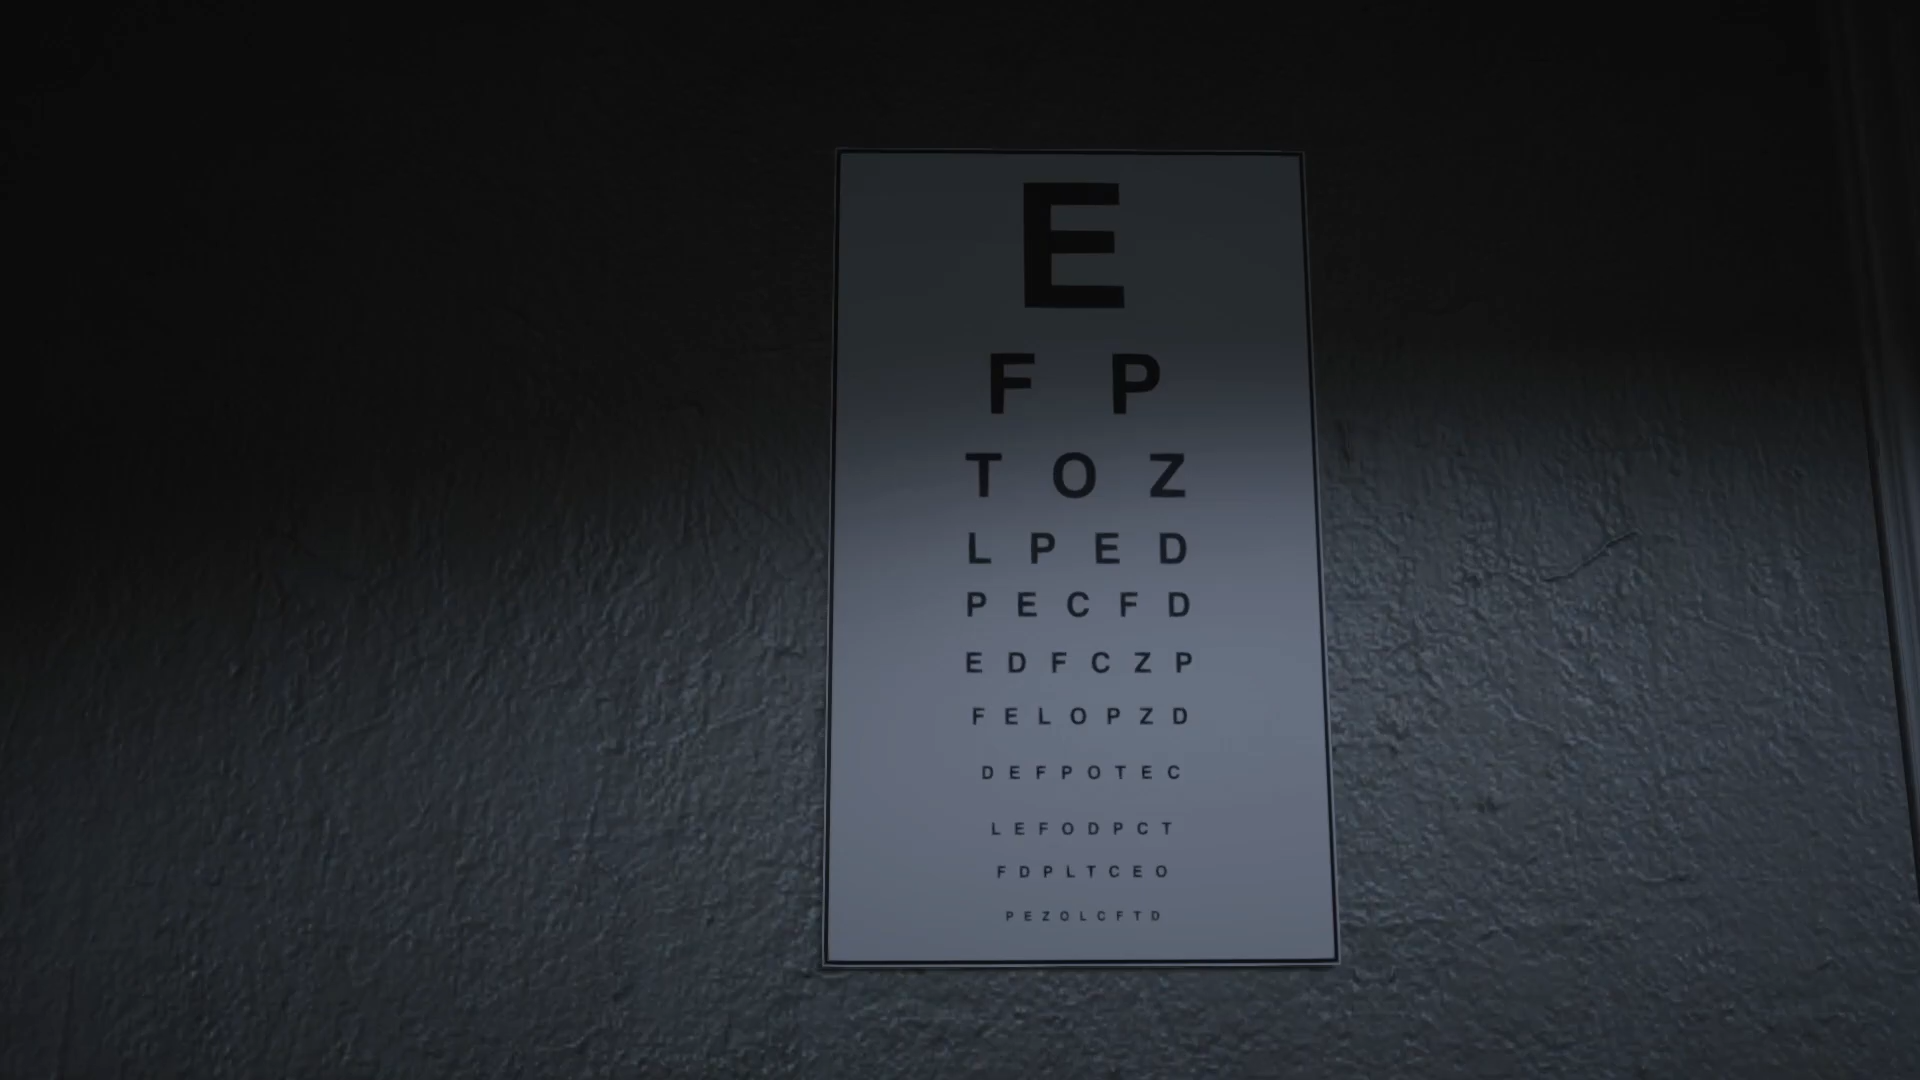 E
F P
T O Z
L P E D
P E C F D
E D F C Z P
F E L O P Z D
D E F P O T E C
L E F O D P C T
F D P L T C E O
P E Z O L C F T D